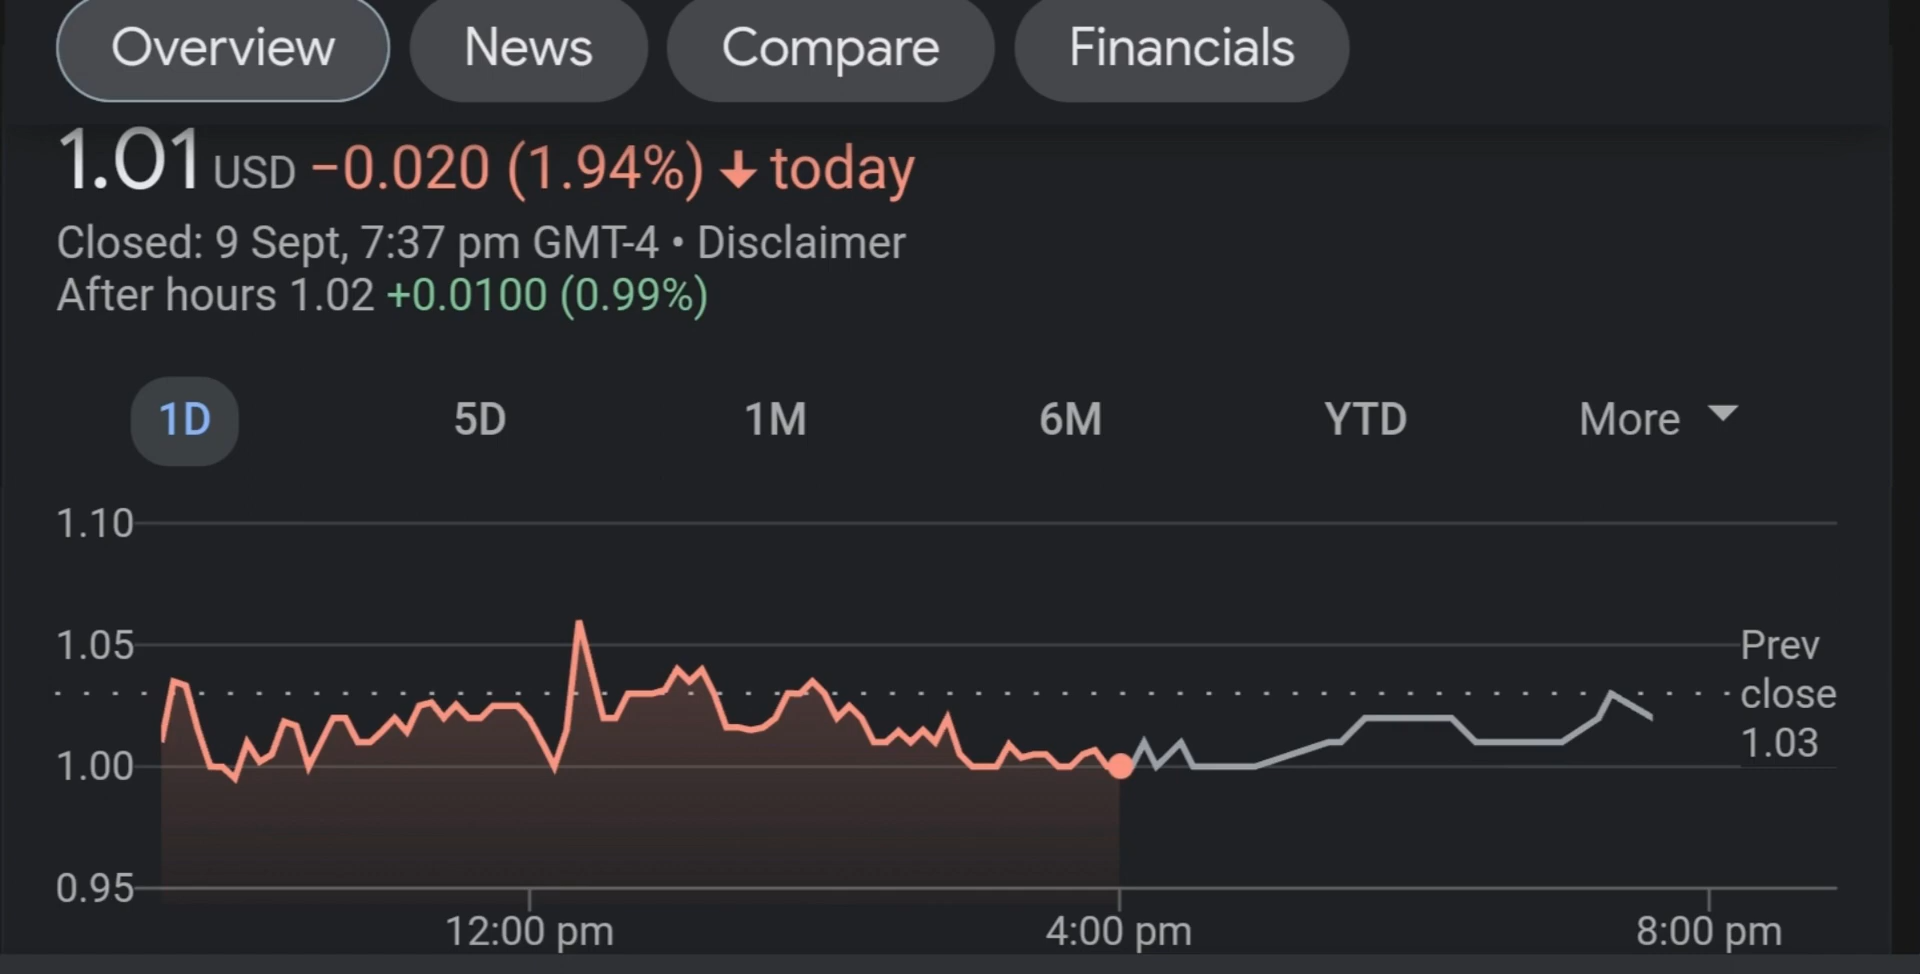 Overview News Compare Financials
1.01 USD −0.020 (1.94%) ↓ today
Closed: 9 Sept, 7:37 pm GMT-4 • Disclaimer
After hours 1.02 +0.0100 (0.99%)
1D 5D 1M 6M YTD More
1.10
1.05
1.00
0.95
Prev
close
1.03
12:00 pm 4:00 pm 8:00 pm